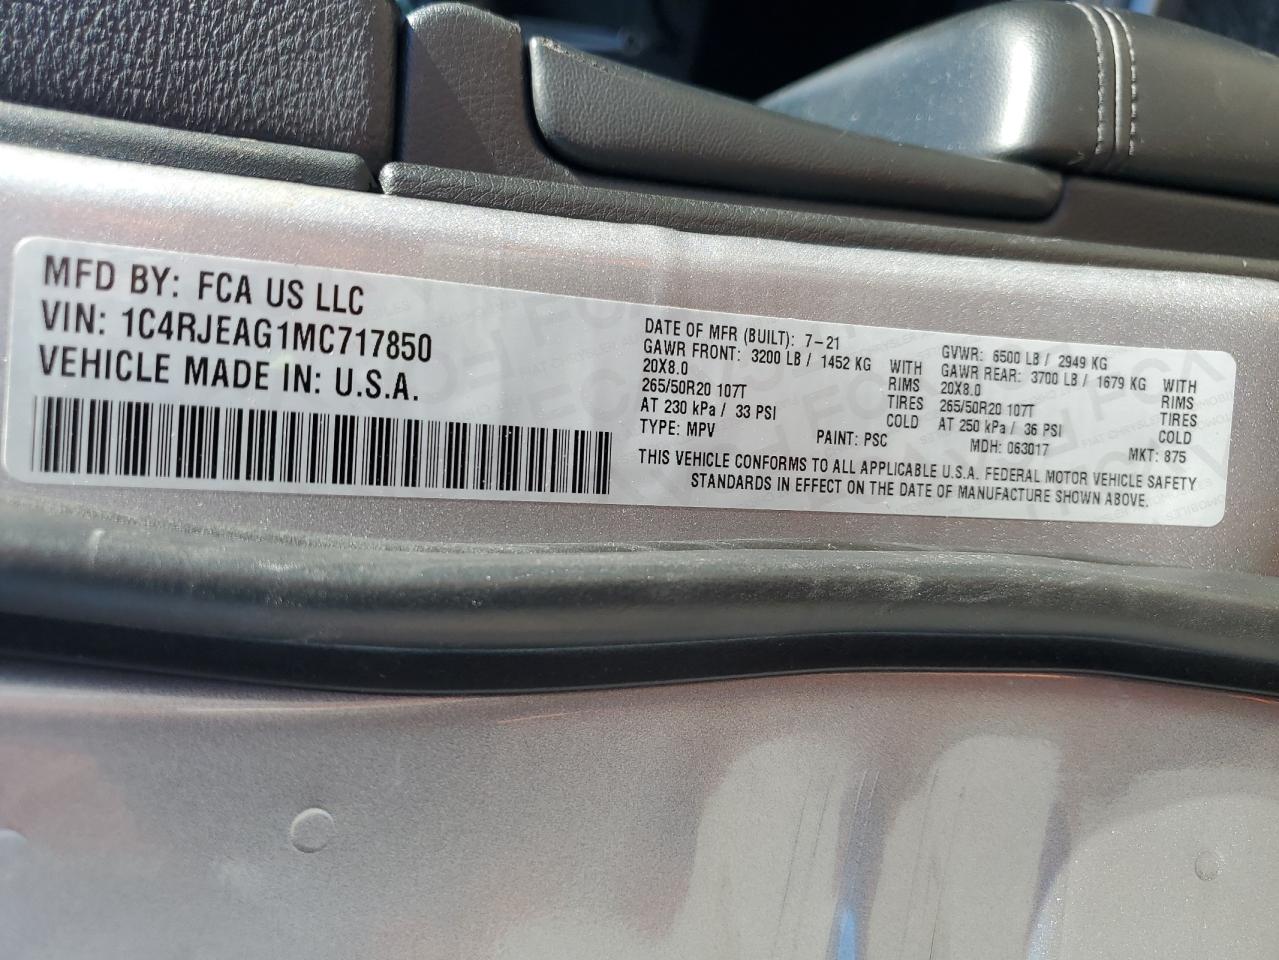 MFD BY: FCA US LLC
VIN: 1C4RJEAG1MC717850
VEHICLE MADE IN: U.S.A.
DATE OF MFR (BUILT): 7-21
GAWR FRONT: 3200 LB / 1452 KG WITH
20X8.0 RIMS
265/50R20 107T TIRES
AT 230 kPa / 33 PSI COLD
TYPE: MPV PAINT: PSC
GVWR: 6500 LB / 2949 KG
GAWR REAR: 3700 LB / 1679 KG WITH
20X8.0 RIMS
265/50R20 107T TIRES
AT 250 kPa / 36 PSI COLD
MDH: 063017 MKT: 875
THIS VEHICLE CONFORMS TO ALL APPLICABLE U.S.A. FEDERAL MOTOR VEHICLE SAFETY
STANDARDS IN EFFECT ON THE DATE OF MANUFACTURE SHOWN ABOVE.